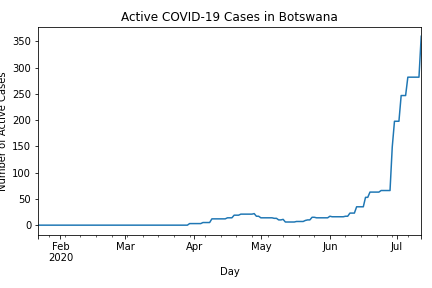 Active COVID-19 Cases in Botswana
Number of Active Cases
350
300
250
200
150
100
50
0
Feb Mar Apr May Jun Jul
2020
Day